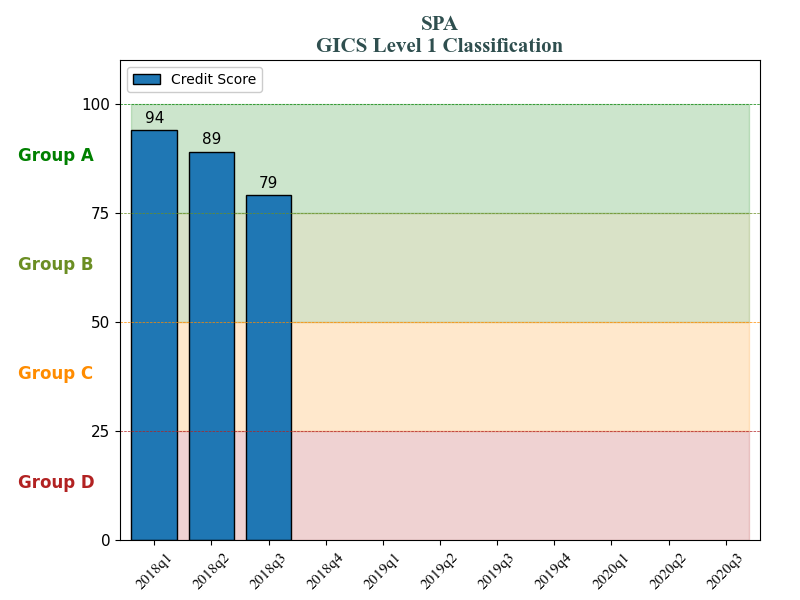 SPA
GICS Level 1 Classification
Credit Score
100
94
89
79
Group A
75
Group B
50
Group C
25
Group D
0
2018q1 2018q2 2018q3 2018q4 2019q1 2019q2 2019q3 2019q4 2020q1 2020q2 2020q3